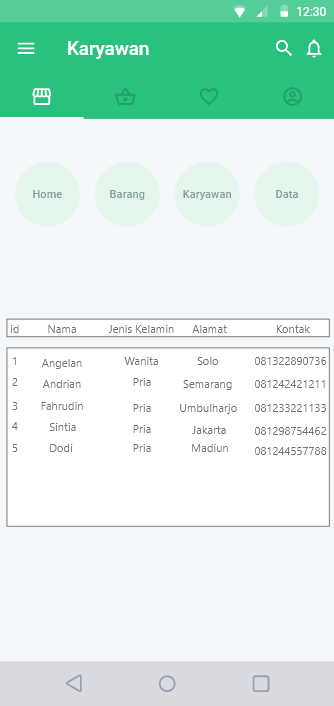 12:30
Karyawan
Home Barang Karyawan Data
id Nama Jenis Kelamin Alamat Kontak
1 Angelan Wanita Solo 081322890736
2 Andrian Pria Semarang 081242421211
3 Fahrudin Pria Umbulharjo 081233221133
4 Sintia Pria Jakarta 081298754462
5 Dodi Pria Madiun 081244557788